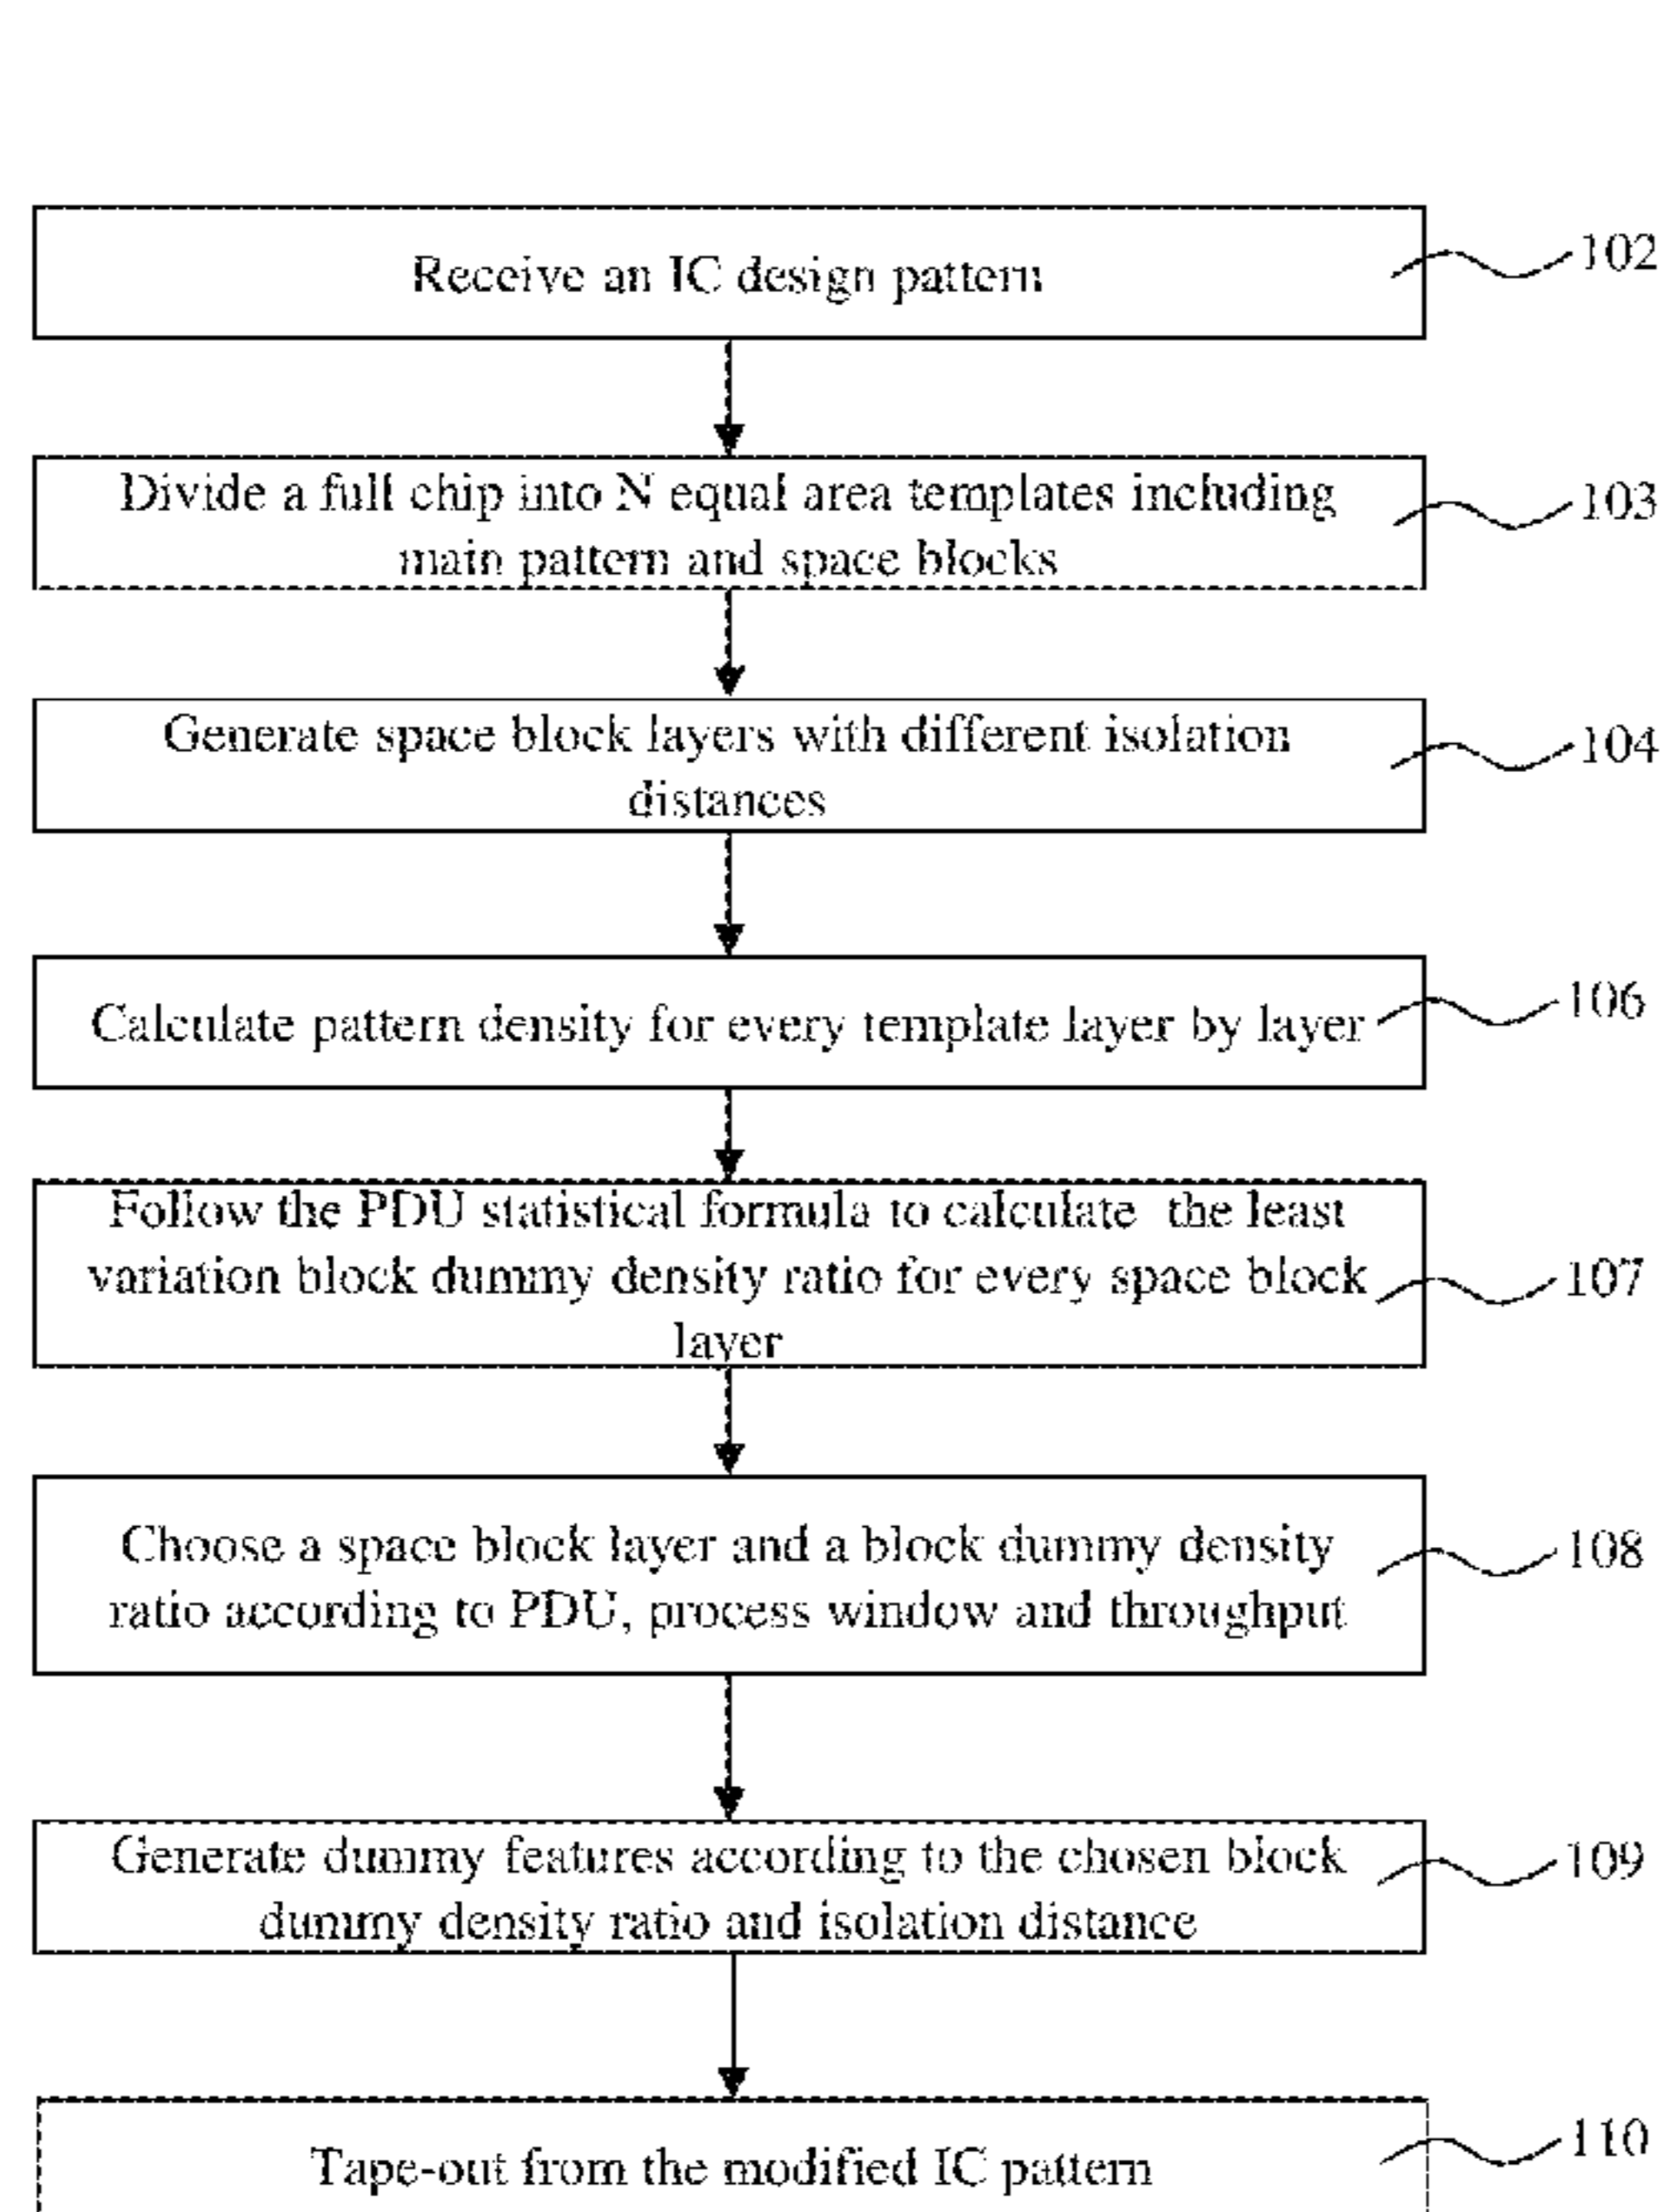 Receive an IC design pattern
102
Divide a full chip into N equal area templates including
main pattern and space blocks
103
Generate space block layers with different isolation
distances
104
Calculate pattern density for every template layer by layer
106
Follow the PDU statistical formula to calculate the least
variation block dummy density ratio for every space block
layer
107
Choose a space block layer and a block dummy density
ratio according to PDU, process window and throughput
108
Generate dummy features according to the chosen block
dummy density ratio and isolation distance
109
Tape-out from the modified IC pattern
110